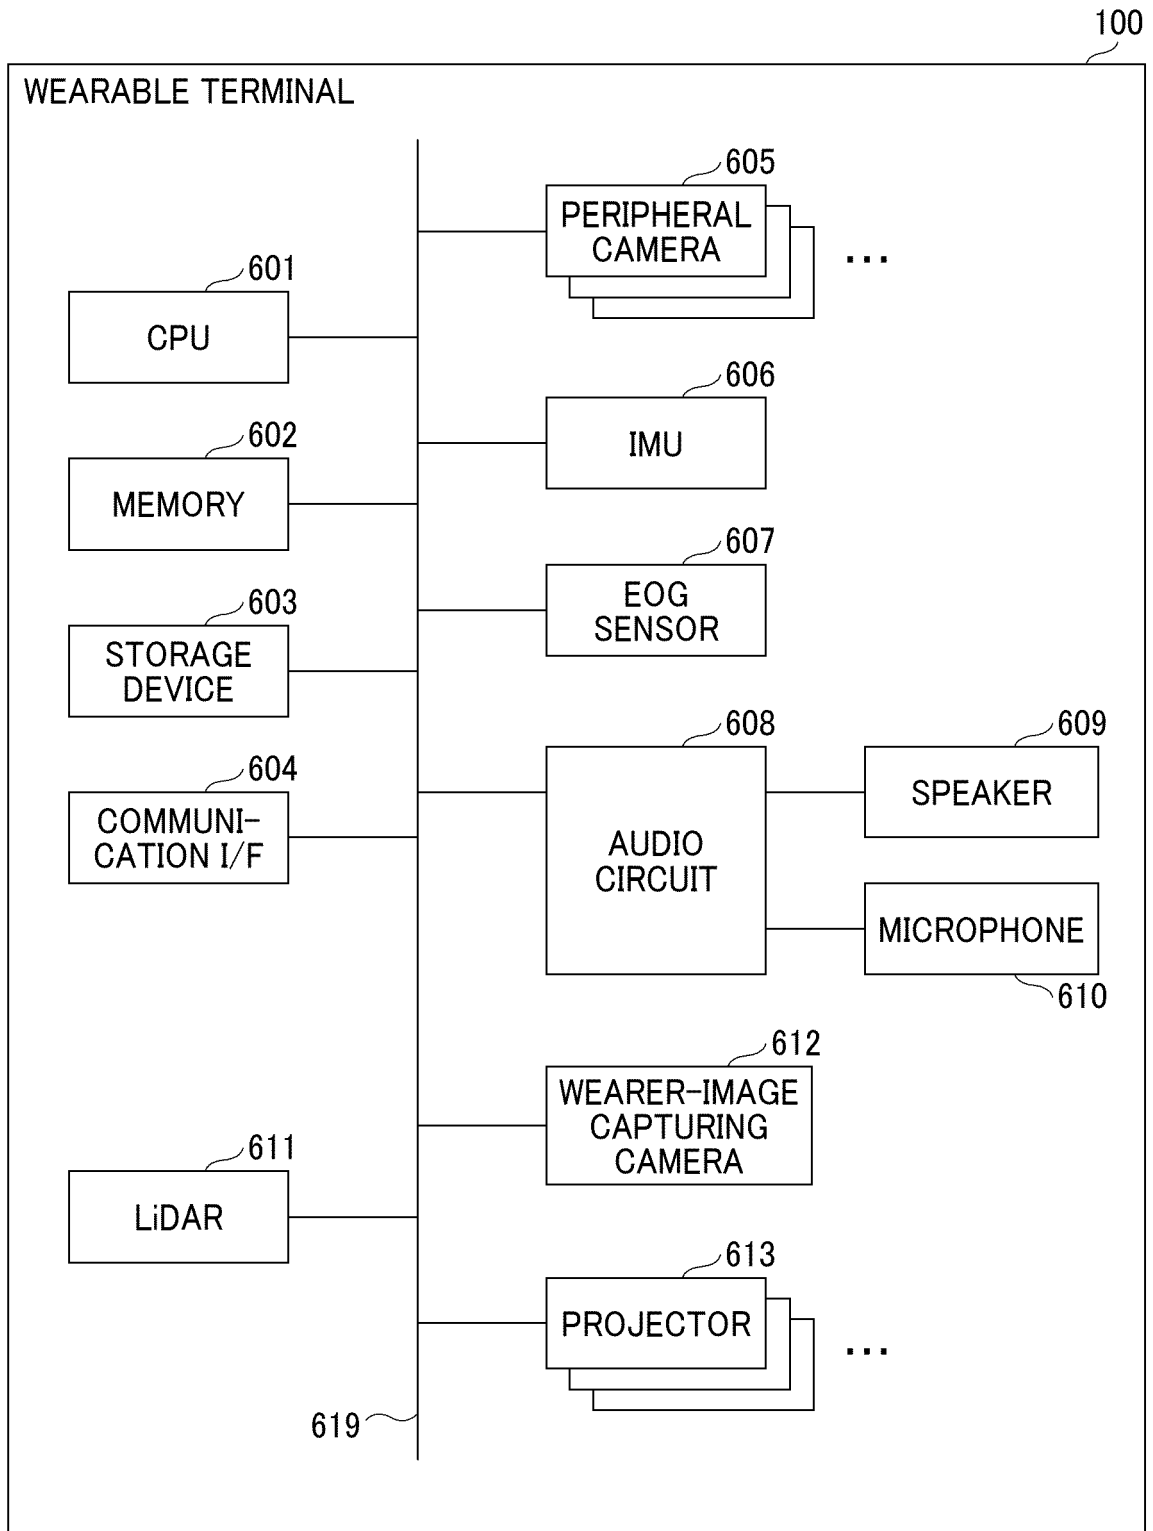 100
WEARABLE TERMINAL
605
PERIPHERAL
CAMERA
...
601
CPU
606
IMU
602
MEMORY
607
EOG
SENSOR
603
STORAGE
DEVICE
608
AUDIO
CIRCUIT
609
SPEAKER
604
COMMUNI-
CATION I/F
MICROPHONE
610
612
WEARER-IMAGE
CAPTURING
CAMERA
611
LiDAR
613
PROJECTOR
...
619